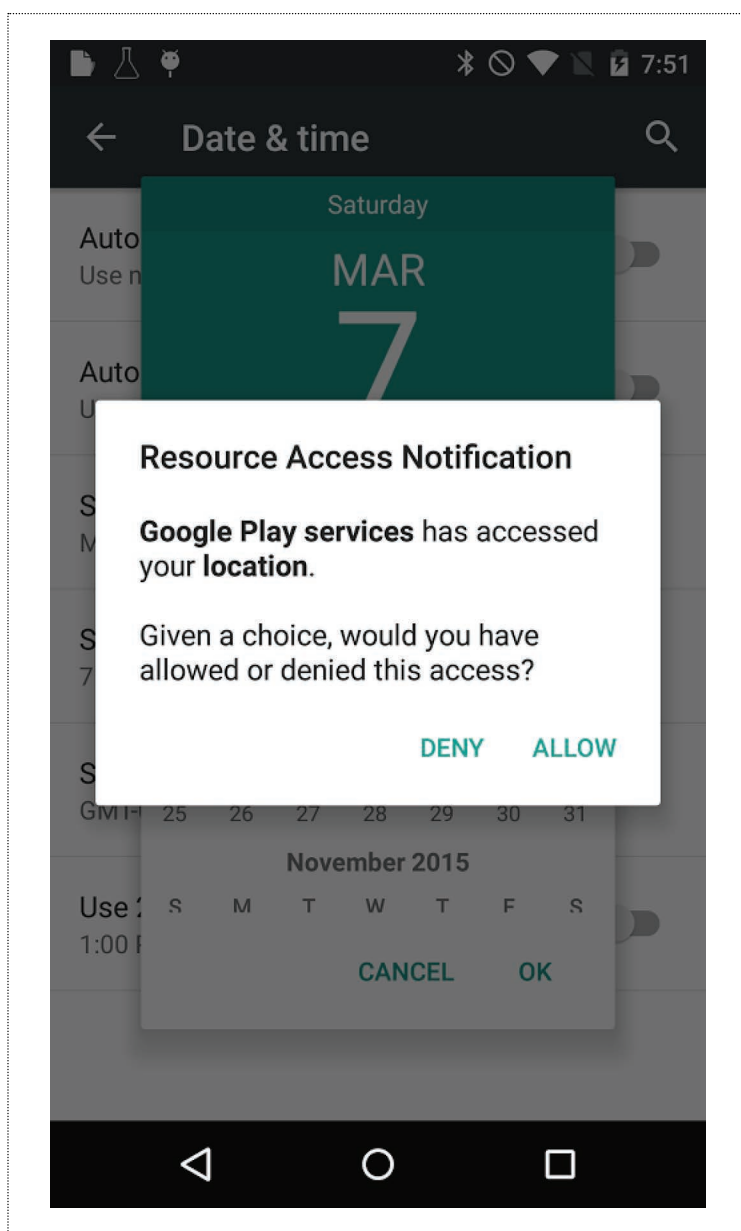 7:51
Date & time
Saturday
Auto
Use n
MAR
7
Auto
U
Resource Access Notification
S
M
Google Play services has accessed
your location.
S
7
Given a choice, would you have
allowed or denied this access?
DENY ALLOW
S
GMT-
25 26 27 28 29 30 31
November 2015
Use 2
S M T W T F S
1:00 P
CANCEL OK